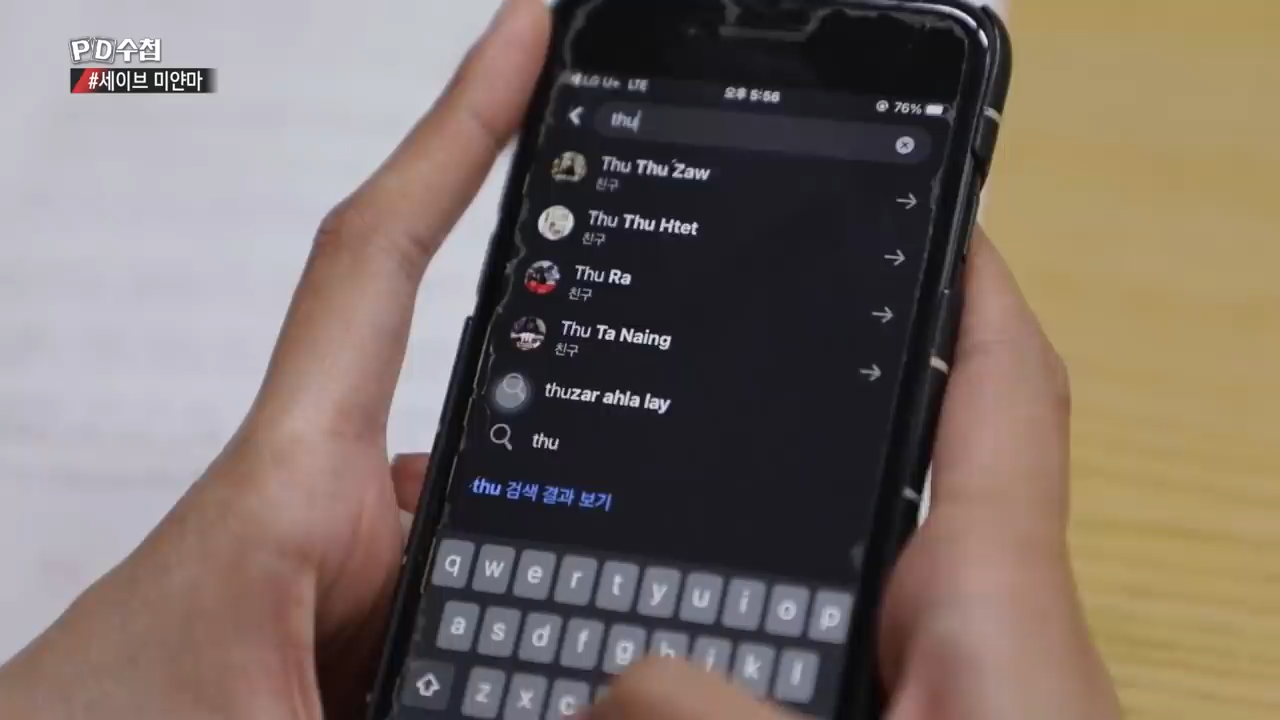 PD수첩
#세이브 미얀마
LG U+ LTE
오후 5:56
76%
thu
Thu Thu Zaw
친구
Thu Thu Htet
친구
Thu Ra
친구
Thu Ta Naing
친구
thuzar ahla lay
thu
thu 검색 결과 보기
q w e r t y u i o p
a s d f g h j k l
z x c